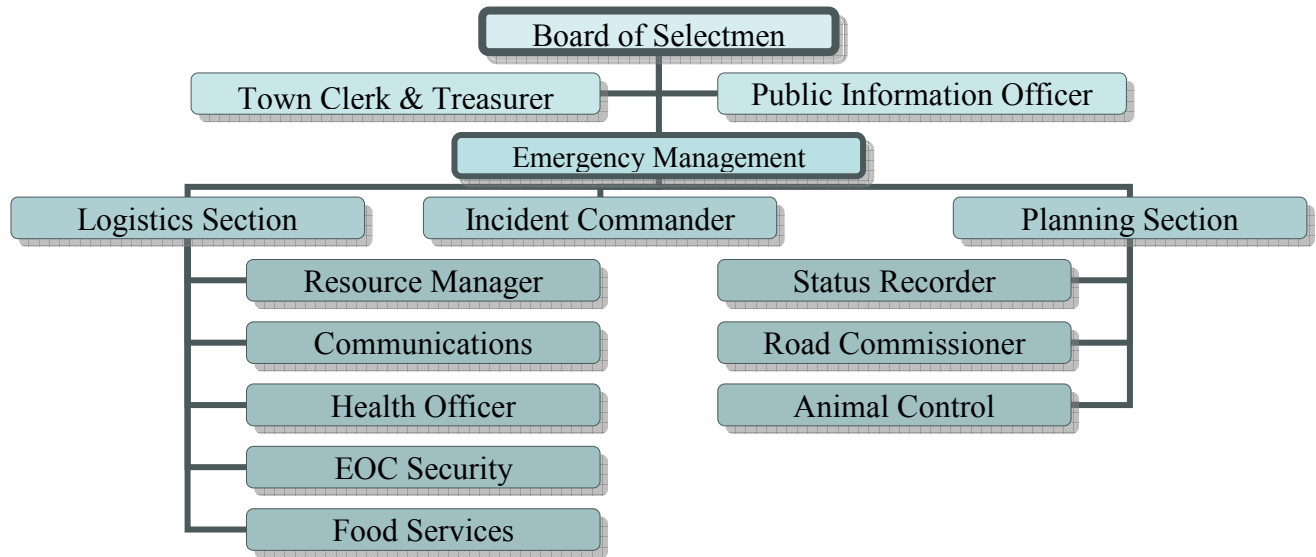 Board of Selectmen
Town Clerk & Treasurer
Public Information Officer
Emergency Management
Logistics Section
Incident Commander
Planning Section
Resource Manager
Status Recorder
Communications
Road Commissioner
Health Officer
Animal Control
EOC Security
Food Services